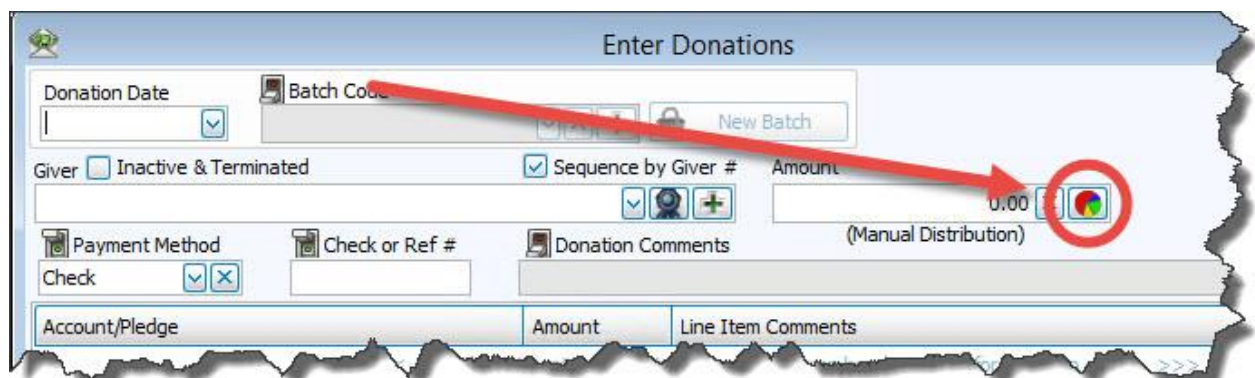 Enter Donations
Donation Date Batch Code
New Batch
Giver Inactive & Terminated Sequence by Giver # Amount
0.00
(Manual Distribution)
Payment Method Check or Ref # Donation Comments
Check
Account/Pledge Amount Line Item Comments
>>>